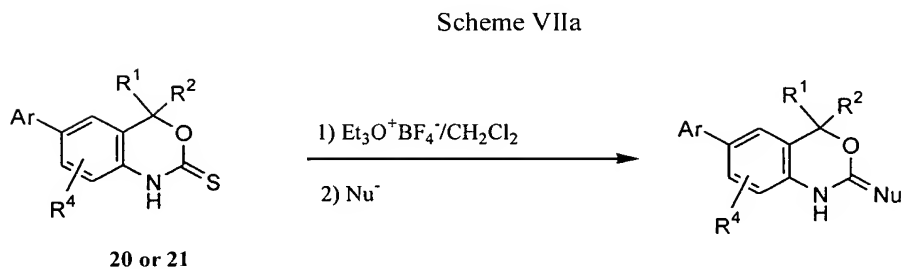 Scheme VIIa
R¹ R²
Ar
O
N
H
S
R⁴
20 or 21
1) Et₃O⁺BF₄⁻/CH₂Cl₂
2) Nu⁻
R¹ R²
Ar
O
N
H
Nu
R⁴